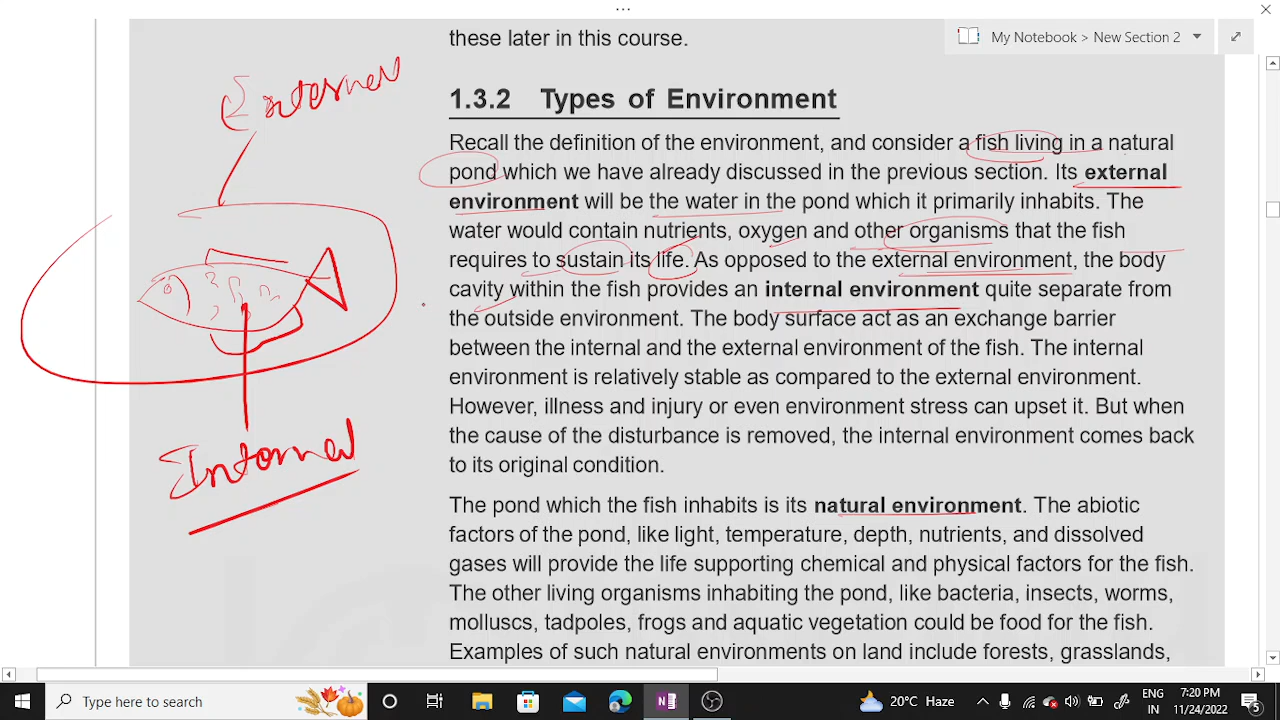 ...
My Notebook > New Section 2
these later in this course.
External
1.3.2 Types of Environment
Recall the definition of the environment, and consider a fish living in a natural
pond which we have already discussed in the previous section. Its external
environment will be the water in the pond which it primarily inhabits. The
water would contain nutrients, oxygen and other organisms that the fish
requires to sustain its life. As opposed to the external environment, the body
cavity within the fish provides an internal environment quite separate from
the outside environment. The body surface act as an exchange barrier
between the internal and the external environment of the fish. The internal
environment is relatively stable as compared to the external environment.
However, illness and injury or even environment stress can upset it. But when
the cause of the disturbance is removed, the internal environment comes back
to its original condition.
Internal
The pond which the fish inhabits is its natural environment. The abiotic
factors of the pond, like light, temperature, depth, nutrients, and dissolved
gases will provide the life supporting chemical and physical factors for the fish.
The other living organisms inhabiting the pond, like bacteria, insects, worms,
molluscs, tadpoles, frogs and aquatic vegetation could be food for the fish.
Examples of such natural environments on land include forests, grasslands,
Type here to search
20°C Haze
ENG
IN
7:20 PM
11/24/2022
5